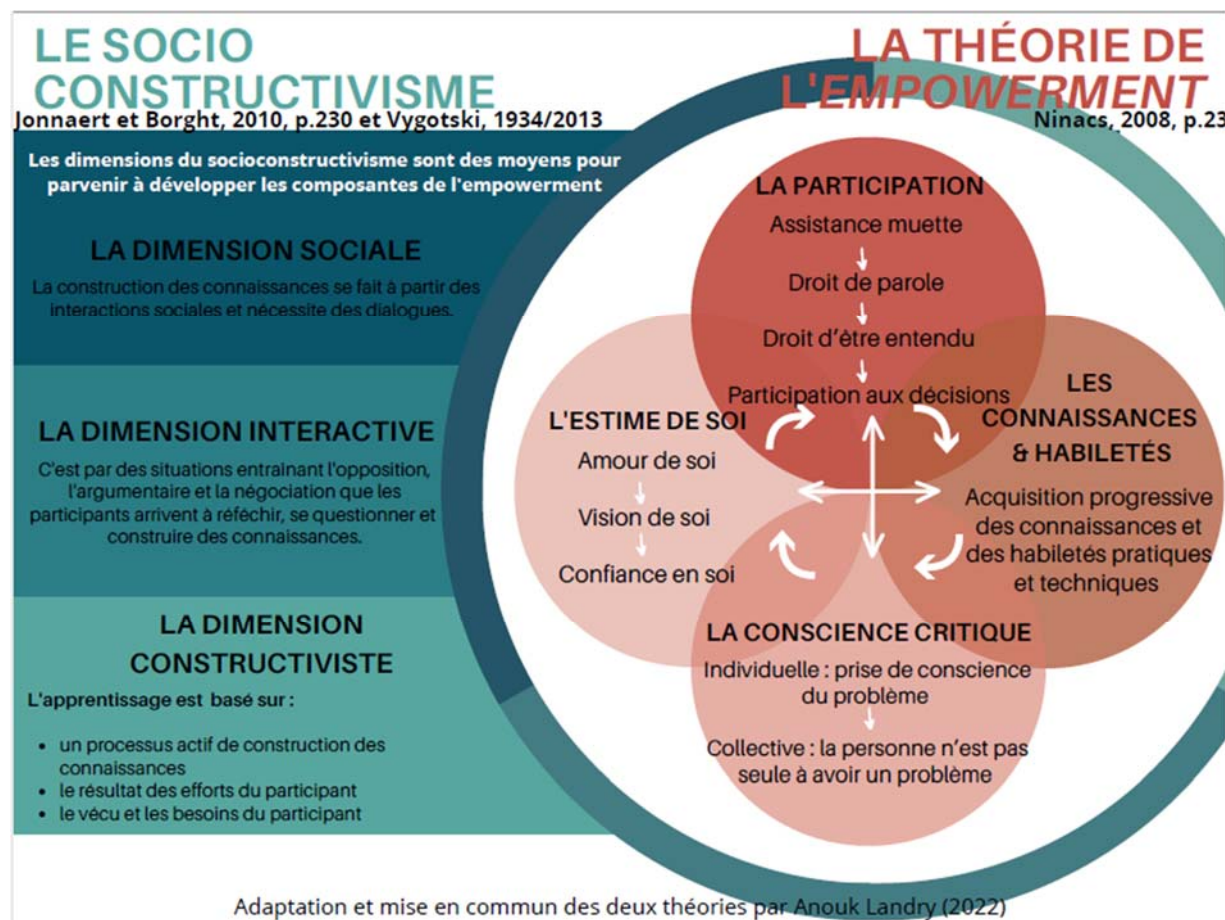 LE SOCIO
CONSTRUCTIVISME
Jonnaert et Borght, 2010, p.230 et Vygotski, 1934/2013
Les dimensions du socioconstructivisme sont des moyens pour
parvenir à développer les composantes de l'empowerment
LA DIMENSION SOCIALE
La construction des connaissances se fait à partir des
interactions sociales et nécessite des dialogues.
LA DIMENSION INTERACTIVE
C'est par des situations entraînant l'opposition,
l'argumentaire et la négociation que les
participants arrivent à réfêchir, se questionner et
construire des connaissances.
LA DIMENSION
CONSTRUCTIVISTE
L'apprentissage est basé sur :
• un processus actif de construction des
connaissances
• le résultat des efforts du participant
• le vécu et les besoins du participant
LA THÉORIE DE
L'EMPOWERMENT
Ninacs, 2008, p.23
LA PARTICIPATION
Assistance muette
Droit de parole
Droit d'être entendu
Participation aux décisions
L'ESTIME DE SOI
Amour de soi
Vision de soi
Confiance en soi
LES
CONNAISSANCES
& HABILETÉS
Acquisition progressive
des connaissances et
des habiletés pratiques
et techniques
LA CONSCIENCE CRITIQUE
Individuelle : prise de conscience
du problème
Collective : la personne n'est pas
seule à avoir un problème
Adaptation et mise en commun des deux théories par Anouk Landry (2022)